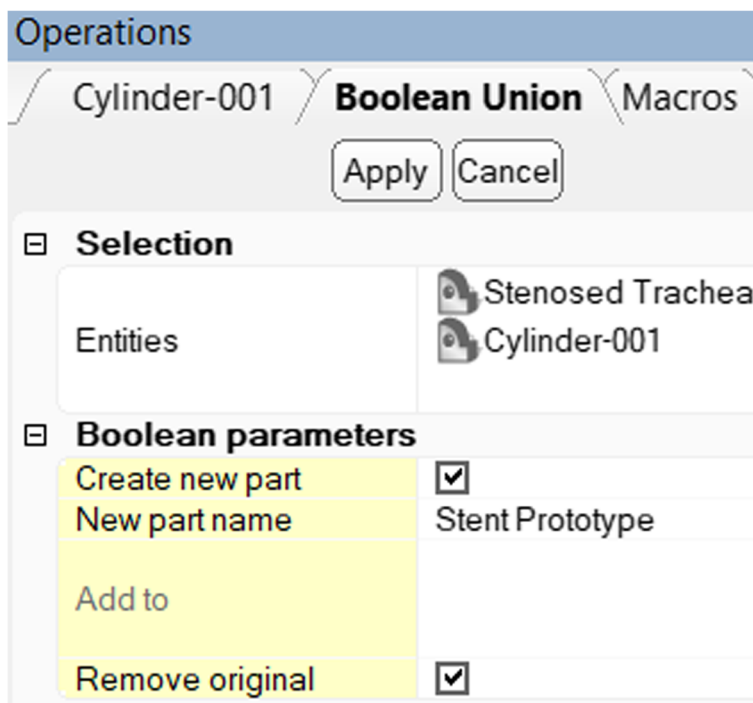 Operations
Cylinder-001 Boolean Union Macros
Apply Cancel
Selection
Stenosed Trachea
Entities
Cylinder-001
Boolean parameters
Create new part
New part name Stent Prototype
Add to
Remove original